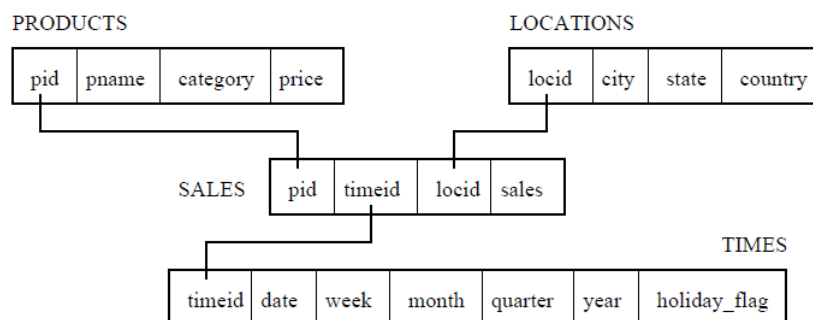 PRODUCTS
LOCATIONS
pid pname category price
locid city state country
SALES
pid timeid locid sales
TIMES
timeid date week month quarter year holiday_flag